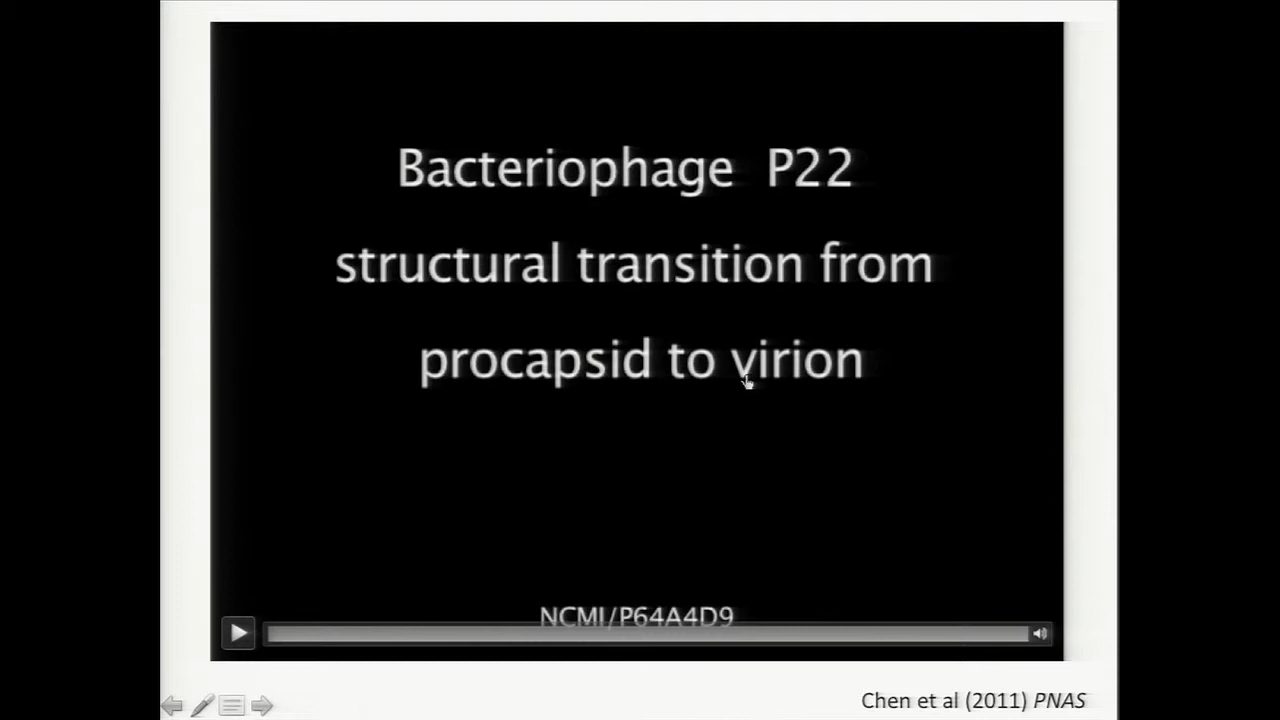 Bacteriophage P22
structural transition from
procapsid to virion
NCMI/P64A4D9
Chen et al (2011) PNAS